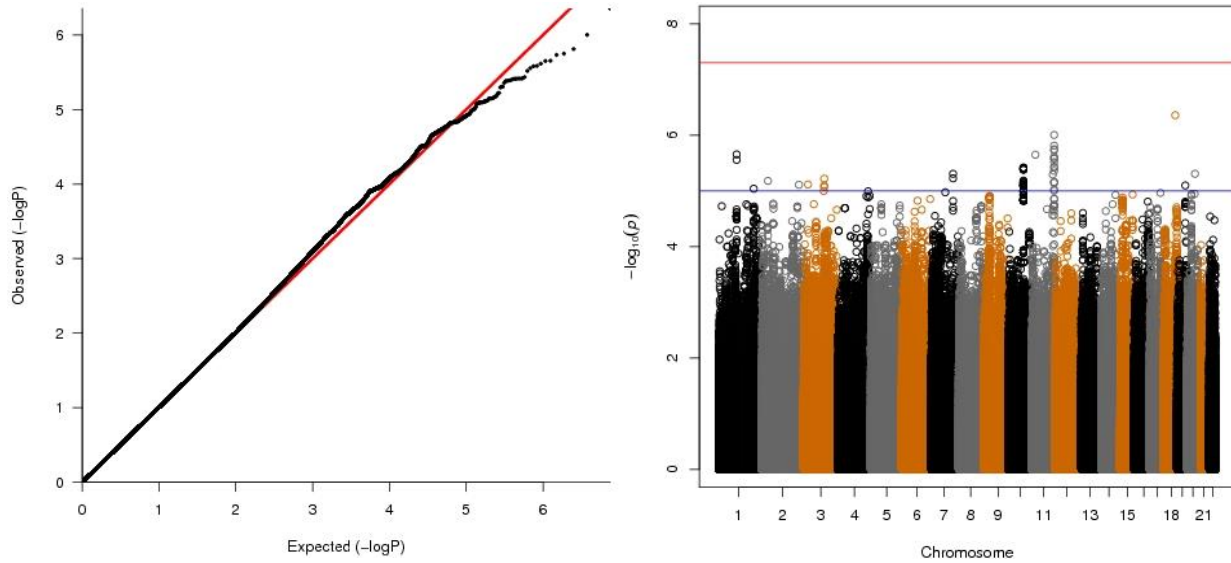 6
5
4
3
2
1
0
Observed (−logP)
0 1 2 3 4 5 6
Expected (−logP)
8
6
4
2
0
−log10(p)
1 2 3 4 5 6 7 8 9 11 13 15 18 21
Chromosome